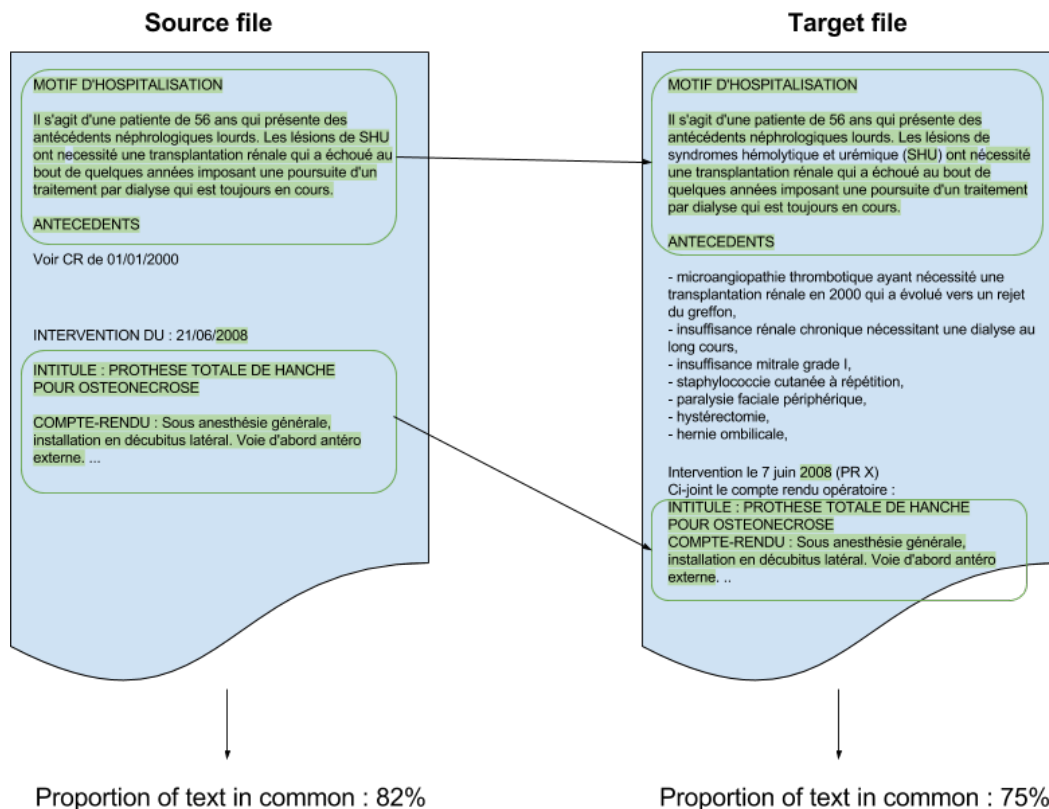 Source file
MOTIF D'HOSPITALISATION
Il s'agit d'une patiente de 56 ans qui présente des
antécédents néphrologiques lourds. Les lésions de SHU
ont necessité une transplantation rénale qui a échoué au
bout de quelques années imposant une poursuite d'un
traitement par dialyse qui est toujours en cours.
ANTECEDENTS
Voir CR de 01/01/2000
INTERVENTION DU : 21/06/2008
INTITULE : PROTHESE TOTALE DE HANCHE
POUR OSTEONECROSE
COMPTE-RENDU : Sous anesthésie générale,
installation en décubitus latéral. Voie d'abord antéro
externe. ...
Proportion of text in common : 82%
Target file
MOTIF D'HOSPITALISATION
Il s'agit d'une patiente de 56 ans qui présente des
antécédents néphrologiques lourds. Les lésions de
syndromes hémolytique et urémique (SHU) ont nécessité
une transplantation rénale qui a échoué au bout de
quelques années imposant une poursuite d'un traitement
par dialyse qui est toujours en cours.
ANTECEDENTS
- microangiopathie thrombotique ayant nécessité une
transplantation rénale en 2000 qui a évolué vers un rejet
du greffon,
- insuffisance rénale chronique nécessitant une dialyse au
long cours,
- insuffisance mitrale grade I,
- staphylococcie cutanée à répétition,
- paralysie faciale périphérique,
- hystérectomie,
- hernie ombilicale,
Intervention le 7 juin 2008 (PR X)
Ci-joint le compte rendu opératoire :
INTITULE : PROTHESE TOTALE DE HANCHE
POUR OSTEONECROSE
COMPTE-RENDU : Sous anesthésie générale,
installation en décubitus latéral. Voie d'abord antéro
externe. ..
Proportion of text in common : 75%